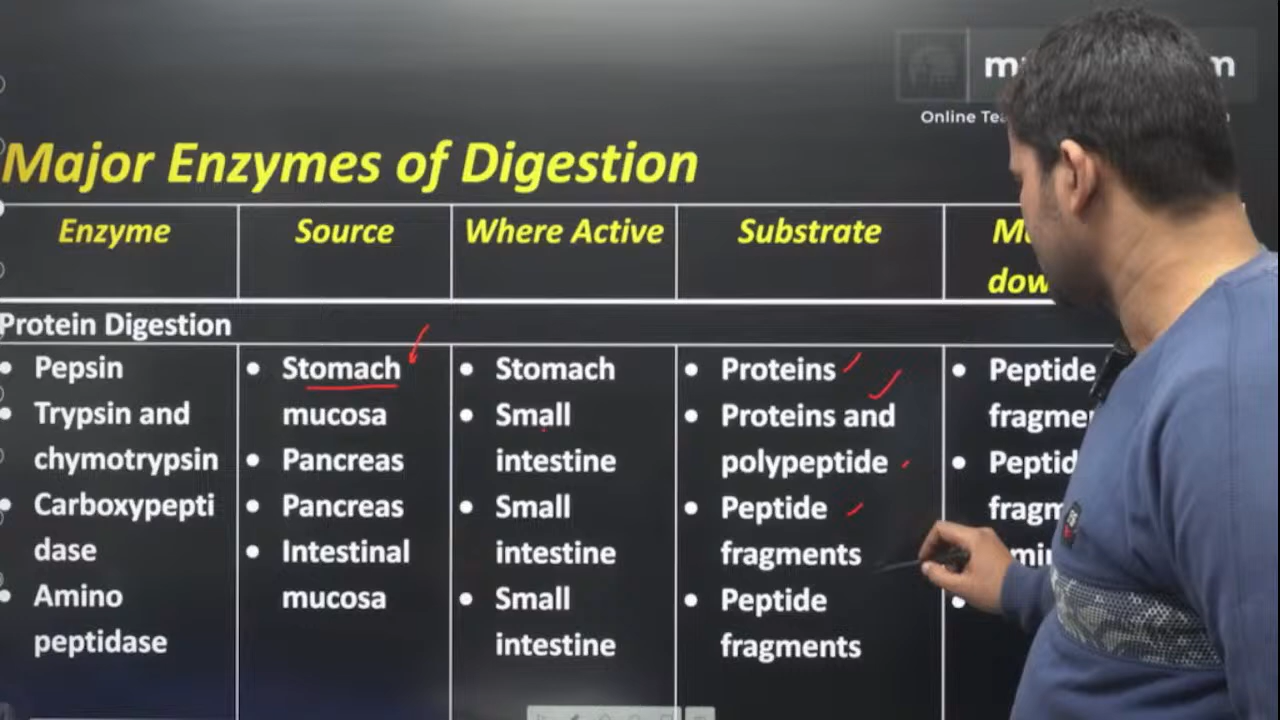 Online
Major Enzymes of Digestion
Enzyme Source Where Active Substrate
Protein Digestion
• Pepsin
• Trypsin and
chymotrypsin
• Carboxypepti
dase
• Amino
peptidase
• Stomach
mucosa
• Pancreas
• Pancreas
• Intestinal
mucosa
• Stomach
• Small
intestine
• Small
intestine
• Small
intestine
• Proteins
• Proteins and
polypeptide
• Peptide
fragments
• Peptide
fragments
• Peptide